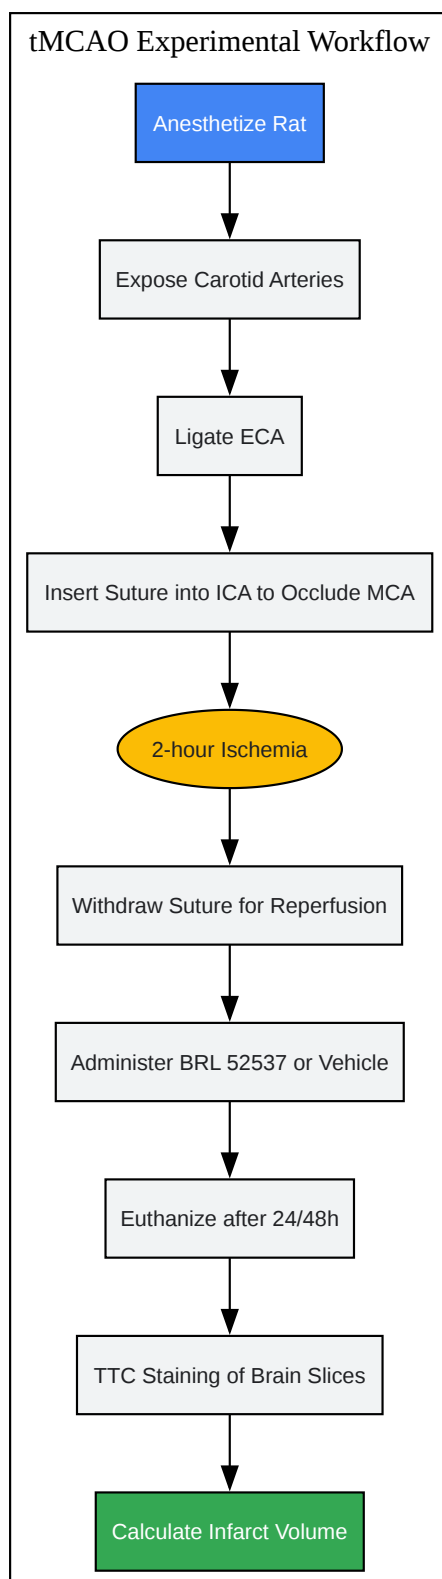 tMCAO Experimental Workflow
Anesthetize Rat
Expose Carotid Arteries
Ligate ECA
Insert Suture into ICA to Occlude MCA
2-hour Ischemia
Withdraw Suture for Reperfusion
Administer BRL 52537 or Vehicle
Euthanize after 24/48h
TTC Staining of Brain Slices
Calculate Infarct Volume